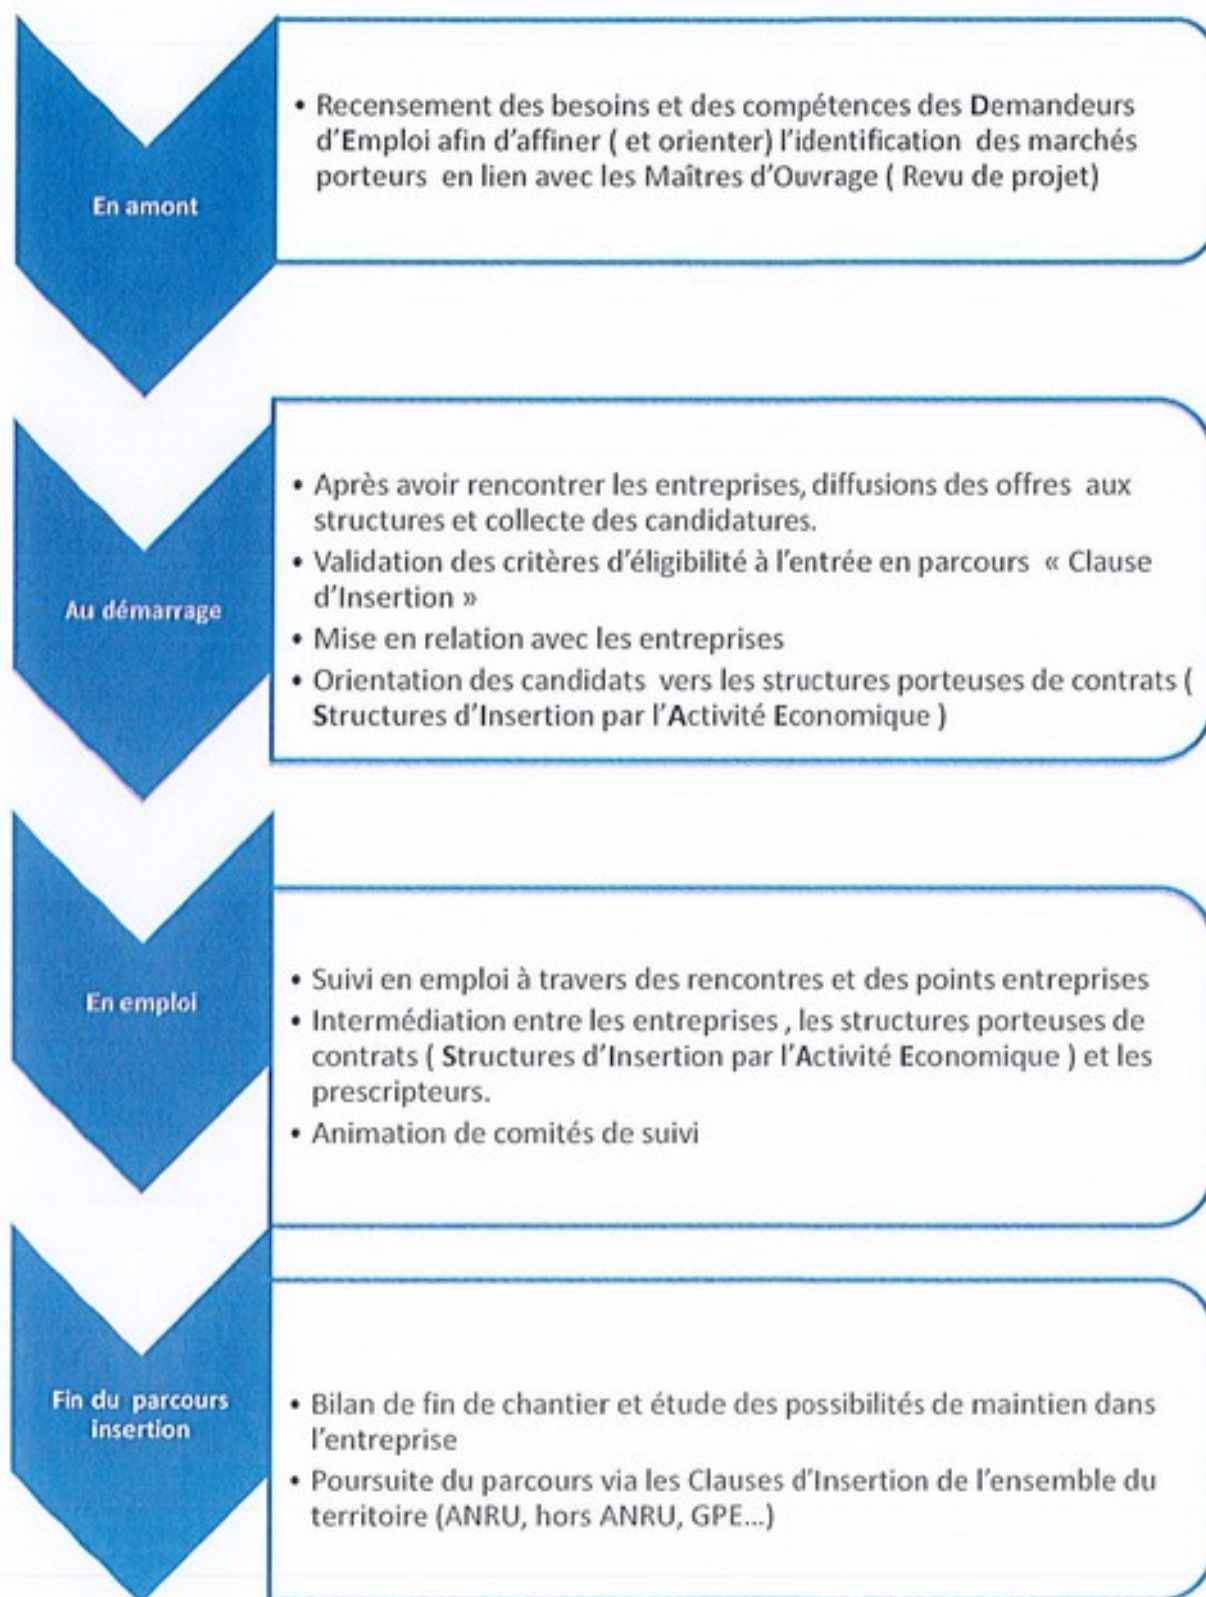 En amont
• Recensement des besoins et des compétences des Demandeurs
d'Emploi afin d'affiner ( et orienter) l'identification des marchés
porteurs en lien avec les Maîtres d'Ouvrage ( Revu de projet)
Au démarrage
• Après avoir rencontrer les entreprises, diffusions des offres aux
structures et collecte des candidatures.
• Validation des critères d'éligibilité à l'entrée en parcours « Clause
d'Insertion »
• Mise en relation avec les entreprises
• Orientation des candidats vers les structures porteuses de contrats (
Structures d'Insertion par l'Activité Economique )
En emploi
• Suivi en emploi à travers des rencontres et des points entreprises
• Intermédiation entre les entreprises , les structures porteuses de
contrats ( Structures d'Insertion par l'Activité Economique ) et les
prescripteurs.
• Animation de comités de suivi
Fin du parcours
insertion
• Bilan de fin de chantier et étude des possibilités de maintien dans
l'entreprise
• Poursuite du parcours via les Clauses d'Insertion de l'ensemble du
territoire (ANRU, hors ANRU, GPE...)